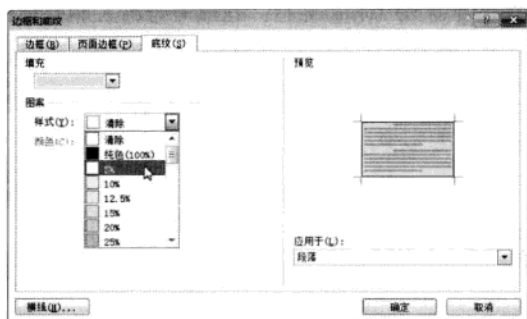 边框和底纹
边框(B) 页面边框(P) 底纹(S)
填充
图案
样式(Y): 清除
颜色(C):
清除
纯色(100%)
5%
10%
12.5%
15%
20%
25%
预览
应用于(L):
段落
横线(H)...
确定 取消